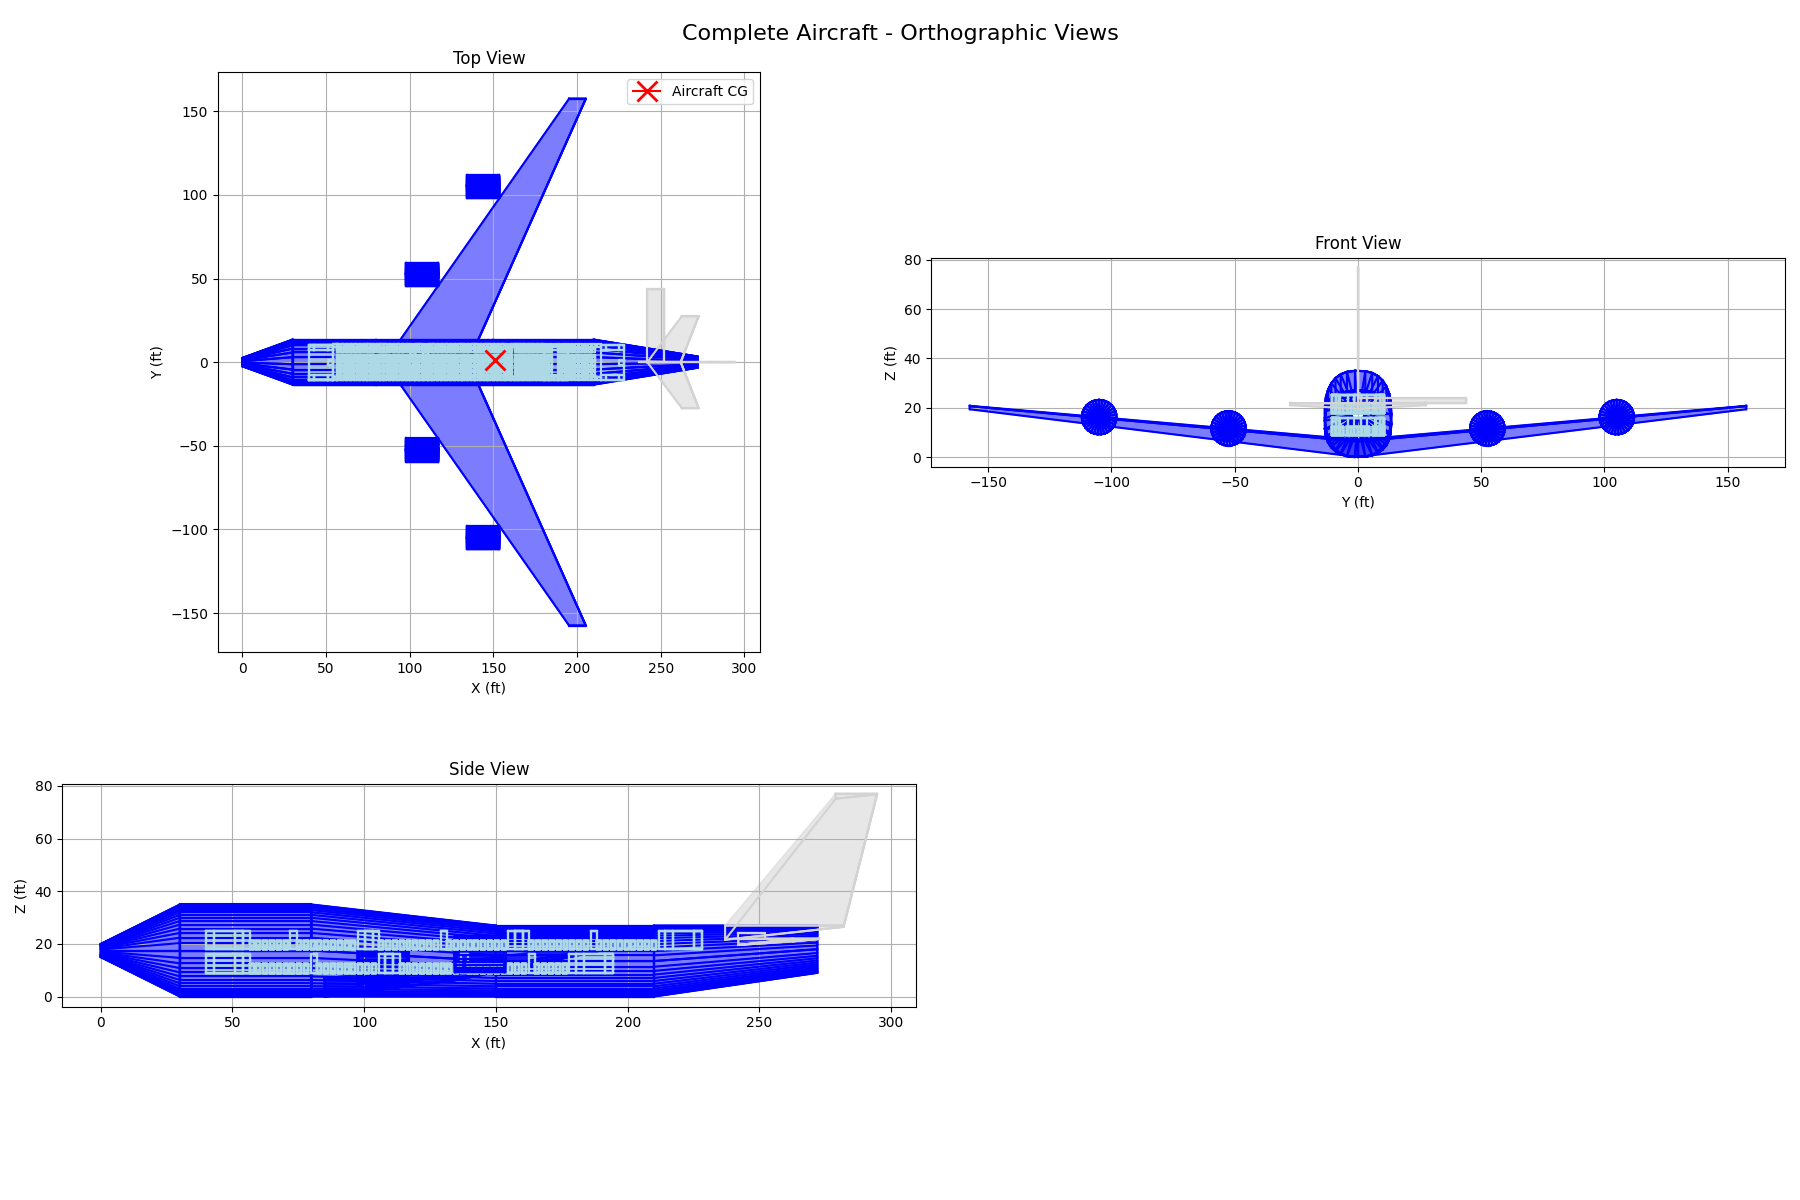 Complete Aircraft - Orthographic Views
Top View
Aircraft CG
150
100
50
0
−50
−100
−150
Y (ft)
0 50 100 150 200 250 300
X (ft)
Front View
80
60
40
20
0
Z (ft)
−150 −100 −50 0 50 100 150
Y (ft)
Side View
80
60
40
20
0
Z (ft)
0 50 100 150 200 250 300
X (ft)